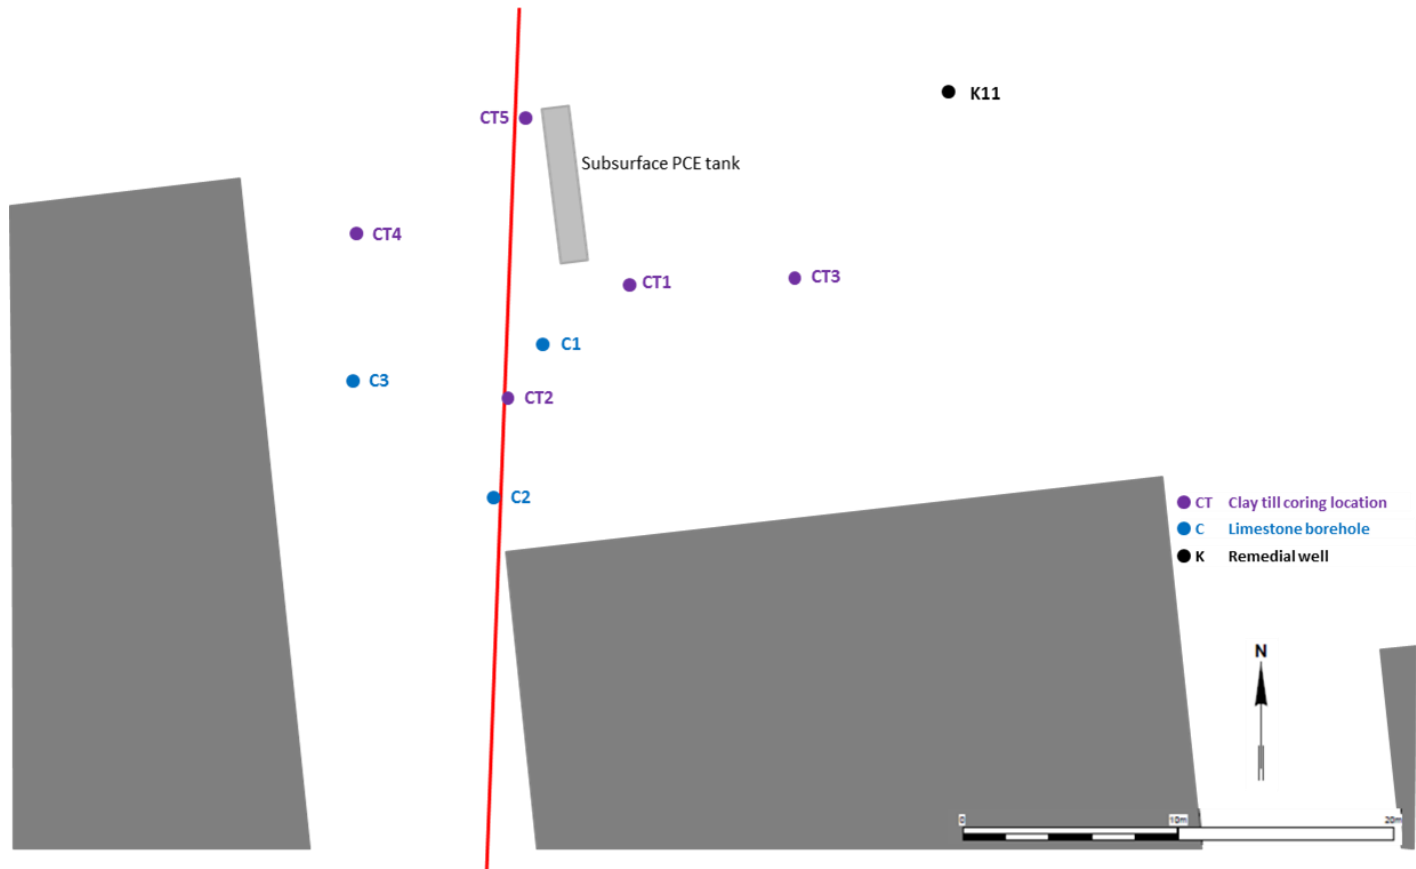 K11
CT5
Subsurface PCE tank
CT4
CT1
CT3
C1
C3
CT2
C2
CT Clay till coring location
C Limestone borehole
K Remedial well
N
0 10m 20m